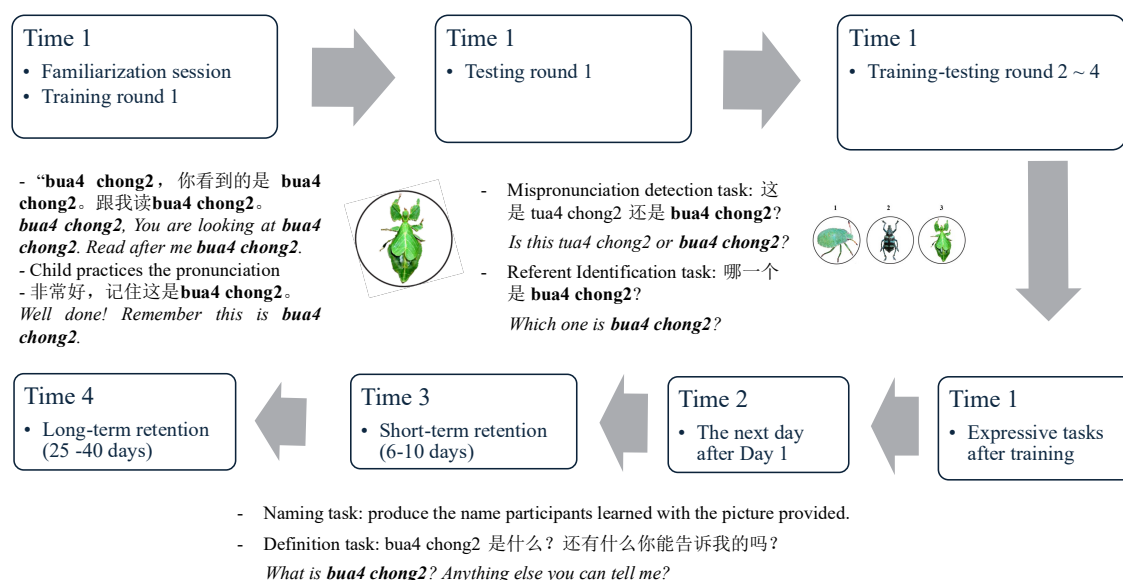 Time 1
• Familiarization session
• Training round 1
Time 1
• Testing round 1
Time 1
• Training-testing round 2 ~ 4
- “bua4 chong2，你看到的是 bua4
chong2。跟我读bua4 chong2。
bua4 chong2, You are looking at bua4
chong2. Read after me bua4 chong2.
- Child practices the pronunciation
- 非常好，记住这是bua4 chong2。
Well done! Remember this is bua4
chong2.
- Mispronunciation detection task: 这
是 tua4 chong2 还是 bua4 chong2?
Is this tua4 chong2 or bua4 chong2?
- Referent Identification task: 哪一个
是 bua4 chong2?
Which one is bua4 chong2?
1 2 3
Time 4
• Long-term retention
(25 -40 days)
Time 3
• Short-term retention
(6-10 days)
Time 2
• The next day
after Day 1
Time 1
• Expressive tasks
after training
- Naming task: produce the name participants learned with the picture provided.
- Definition task: bua4 chong2 是什么？还有什么你能告诉我的吗？
What is bua4 chong2? Anything else you can tell me?